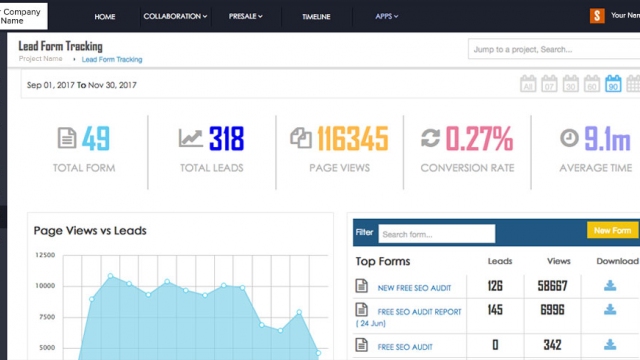 r Company
Name
HOME
COLLABORATION
PRESALE
TIMELINE
APPS
S
Your Nam
Lead Form Tracking
Project Name
Lead Form Tracking
Jump to a project, Search...
Sep 01, 2017 To Nov 30, 2017
All 07 30 60 90
49
TOTAL FORM
318
TOTAL LEADS
116345
PAGE VIEWS
0.27%
CONVERSION RATE
9.1m
AVERAGE TIME
Page Views vs Leads
12500
10000
7500
5000
Filter
Search form...
New Form
Top Forms Leads Views Download
NEW FREE SEO AUDIT 126 58667
FREE SEO AUDIT REPORT 145 6996
( 24 Jun)
FREE SEO AUDIT 0 342